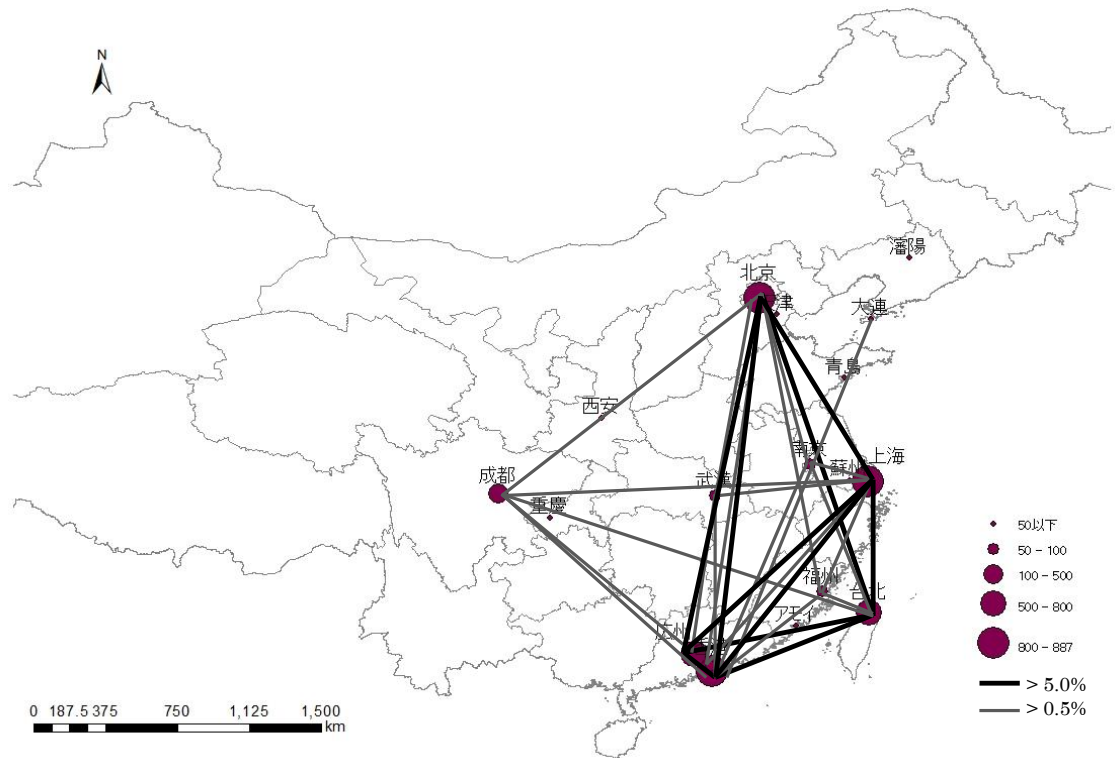 N
瀋陽
北京
津
大連
青島
西安
南京
上海
蘇州
成都
武漢
重慶
福州
台北
アモイ
広州
50以下
50 - 100
100 - 500
500 - 800
800 - 887
> 5.0%
> 0.5%
0 187.5 375 750 1,125 1,500
km